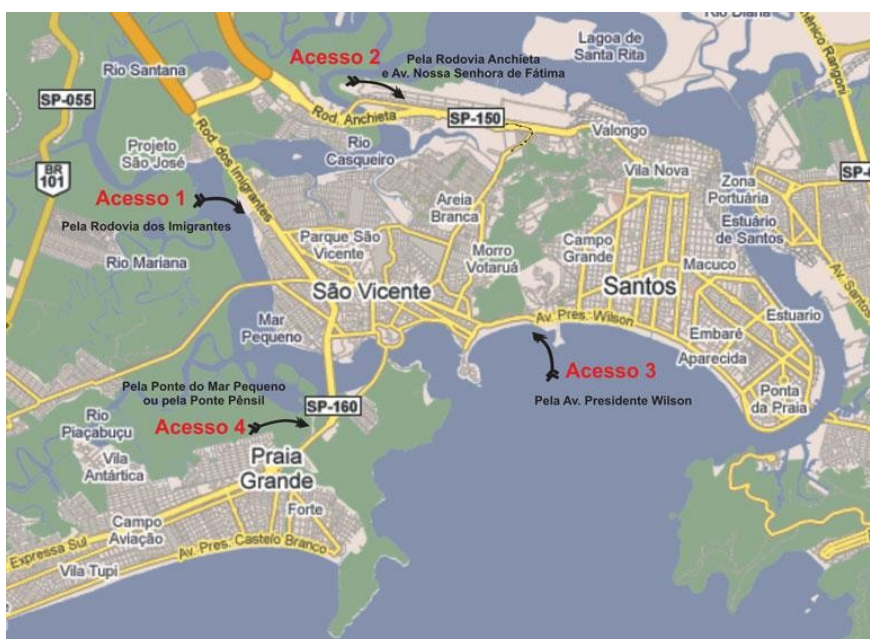 Rio Diana
Acesso 2
Pela Rodovia Anchieta
e Av. Nossa Senhora de Fátima
Lagoa de
Santa Rita
Rio Santana
SP-055
SP-150
Rod. Anchieta
Valongo
Projeto
São José
Rod. dos Imigrantes
Rio
Casqueiro
Vila Nova
BR
101
Acesso 1
Pela Rodovia dos Imigrantes
Areia
Branca
Zona
Portuária
Estuário
de Santos
Parque São
Vicente
Rio Mariana
Morro
Votaruá
Campo
Grande
Macuco
Av. Santos
São Vicente
Santos
Mar
Pequeno
Av. Pres. Wilson
Estuario
Embaré
Aparecida
Acesso 3
Pela Av. Presidente Wilson
Ponta
da Praia
Pela Ponte do Mar Pequeno
ou pela Ponte Pênsil
SP-160
Acesso 4
Rio
Piaçabuçu
Vila
Antártica
Praia
Grande
Forte
Campo
Aviação
Expressa Sul
Av. Pres. Castelo Branco
Vila Tupi